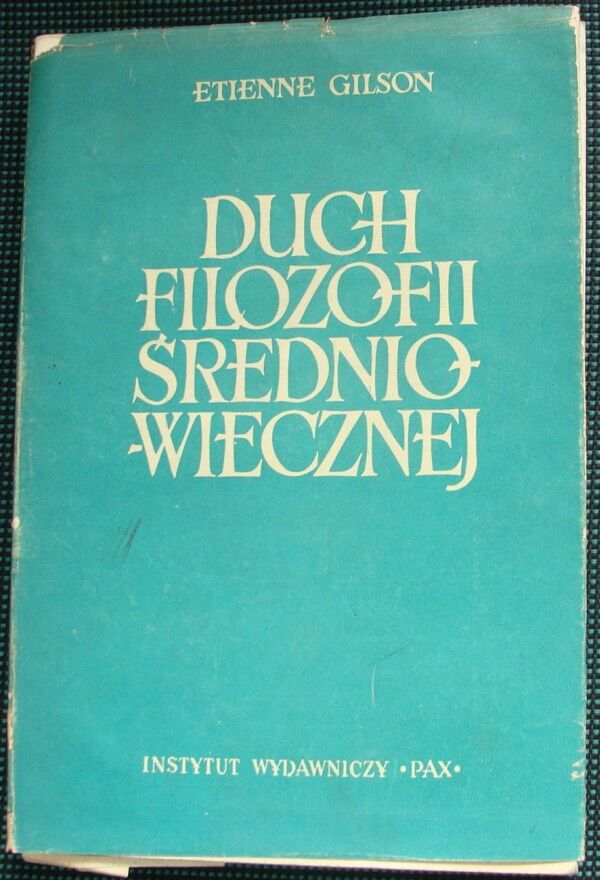 ETIENNE GILSON
DUCH
FILOZOFII
ŚREDNIO-
-WIECZNEJ
INSTYTUT WYDAWNICZY •PAX•